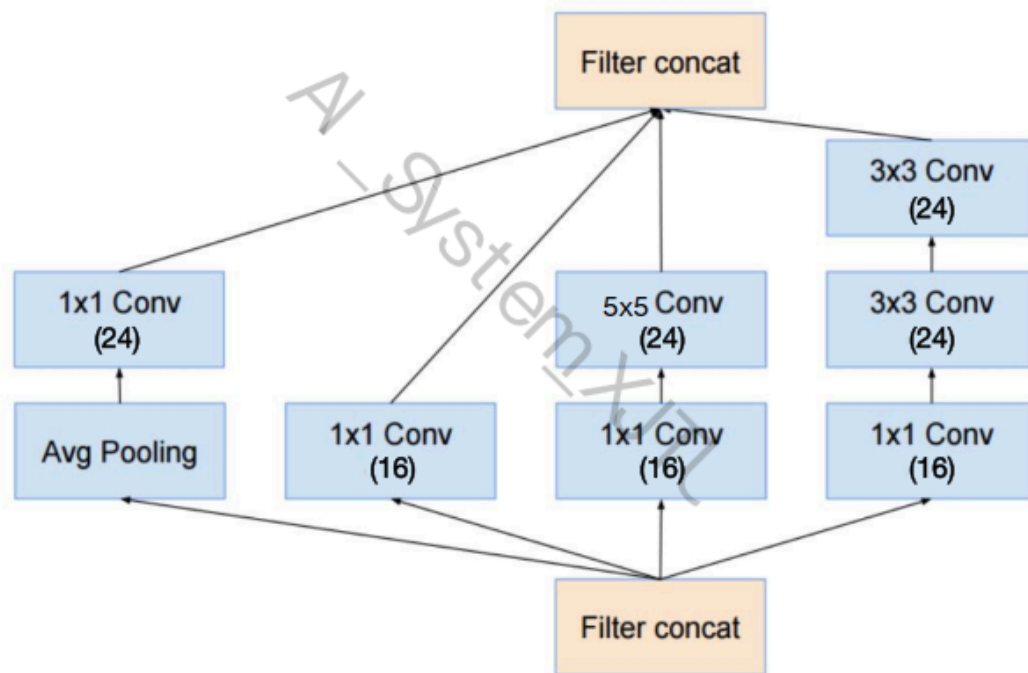 Filter concat
3x3 Conv
(24)
1x1 Conv
(24)
5x5 Conv
(24)
3x3 Conv
(24)
Avg Pooling
1x1 Conv
(16)
1x1 Conv
(16)
1x1 Conv
(16)
Filter concat
AI_System_XJTL